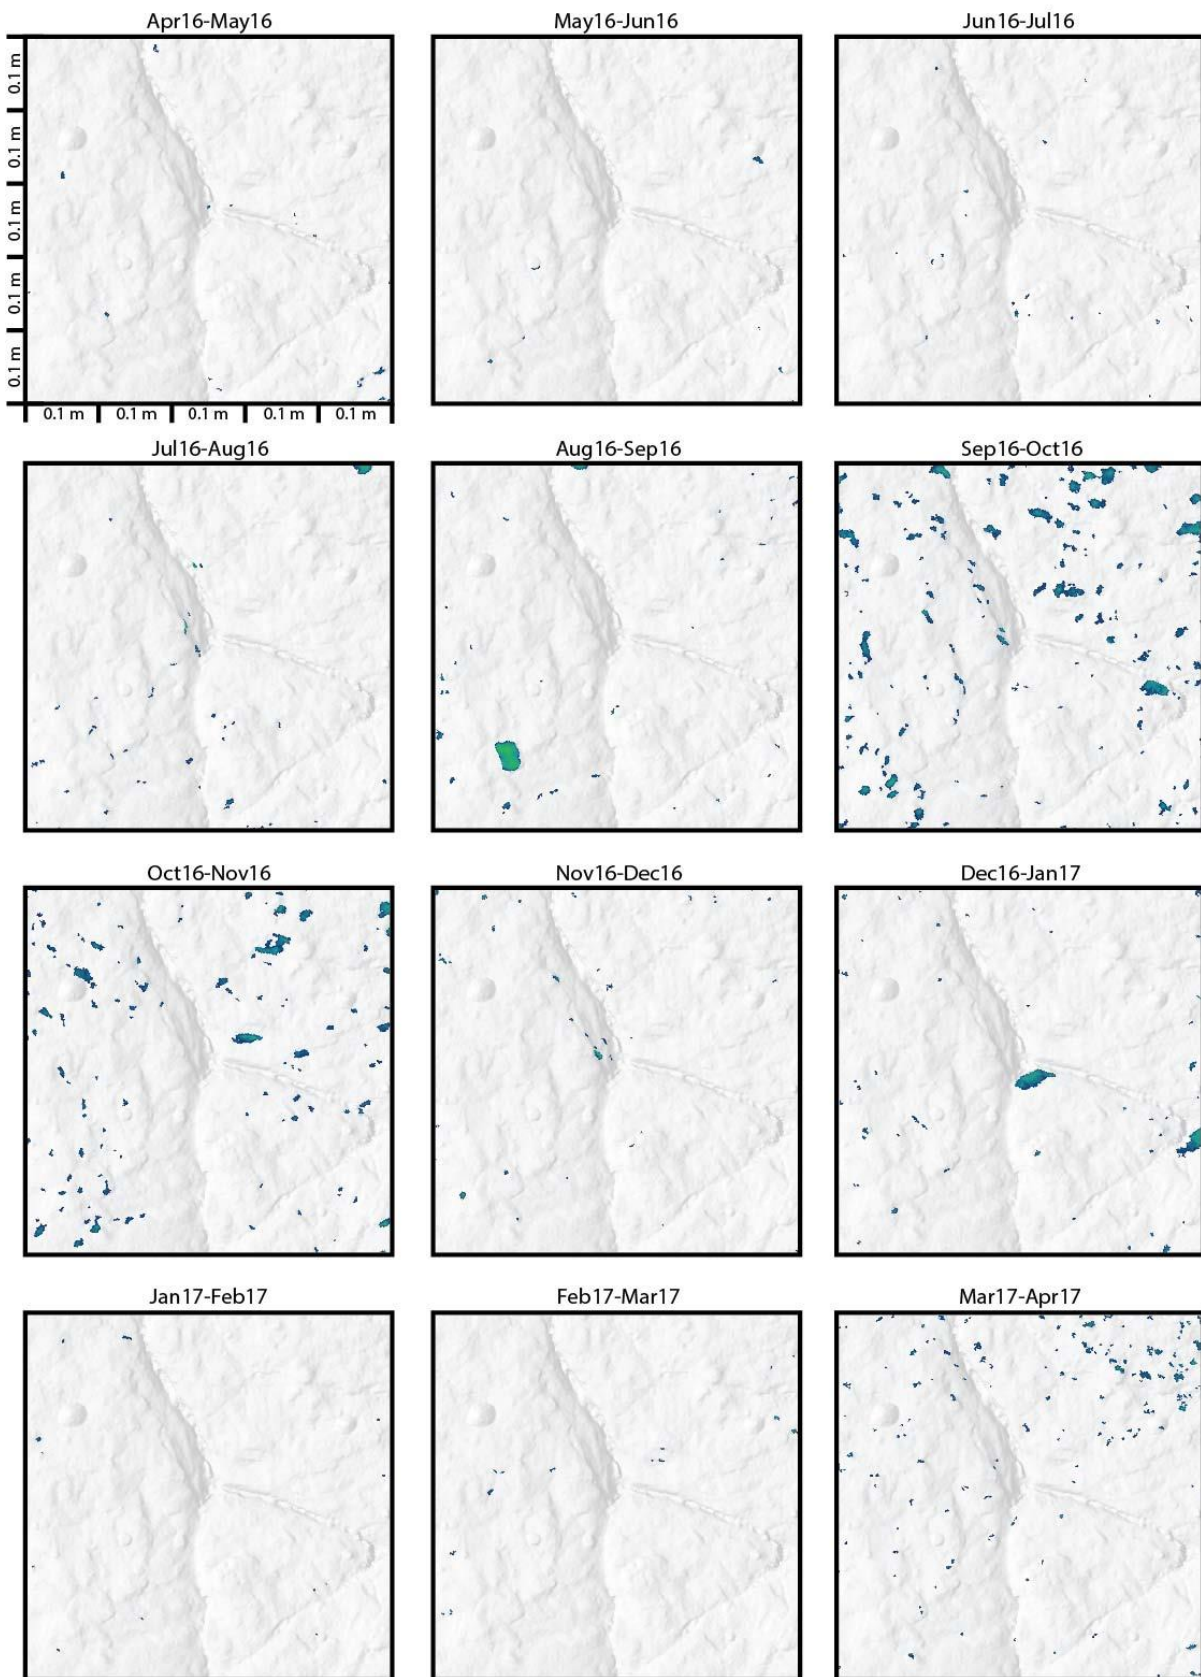 Apr16-May16
May16-Jun16
Jun16-Jul16
0.1 m
0.1 m
0.1 m
0.1 m
0.1 m
0.1 m
0.1 m
0.1 m
0.1 m
0.1 m
Jul16-Aug16
Aug16-Sep16
Sep16-Oct16
Oct16-Nov16
Nov16-Dec16
Dec16-Jan17
Jan17-Feb17
Feb17-Mar17
Mar17-Apr17